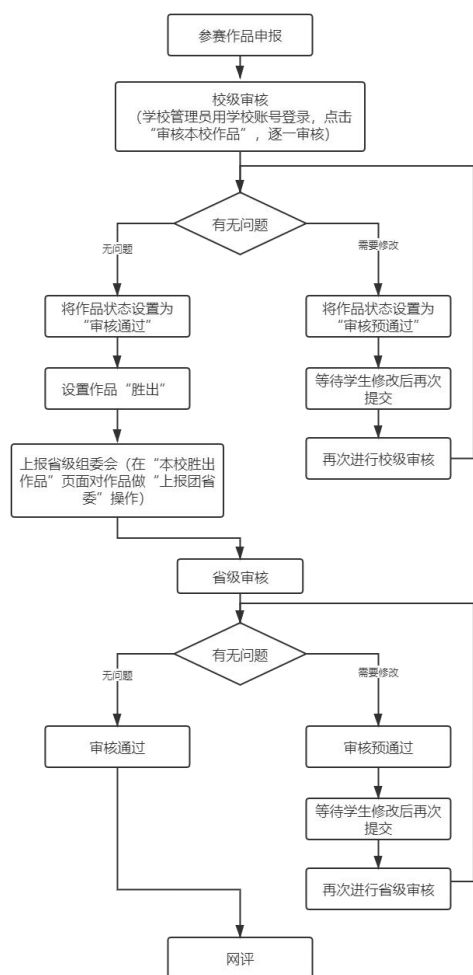 参赛作品申报
校级审核
（学校管理员用学校账号登录，点击
“审核本校作品”，逐一审核）
有无问题
无问题
需要修改
将作品状态设置为
“审核通过”
将作品状态设置为
“审核预通过”
设置作品“胜出”
等待学生修改后再次
提交
上报省级组委会（在“本校胜出
作品”页面对作品做“上报团省
委”操作）
再次进行校级审核
省级审核
有无问题
无问题
需要修改
审核通过
审核预通过
等待学生修改后再次
提交
再次进行省级审核
网评